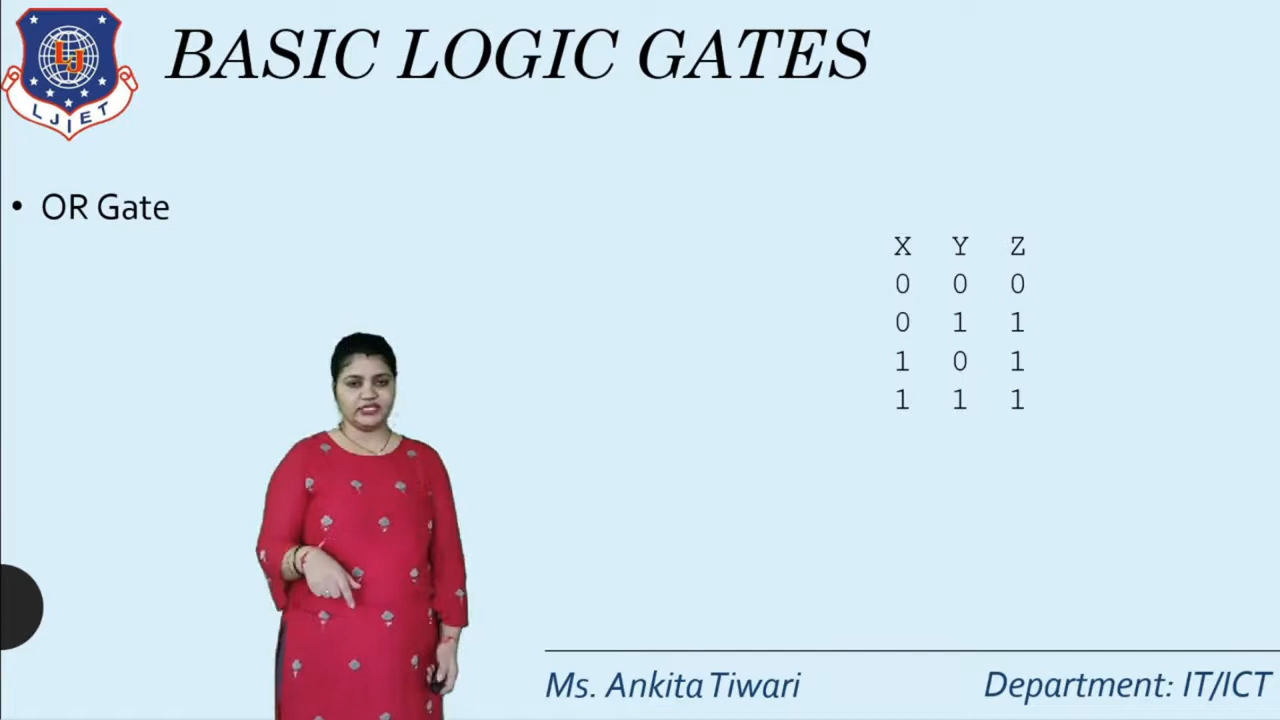 BASIC LOGIC GATES
LJ
LJIET
• OR Gate
X Y Z
0 0 0
0 1 1
1 0 1
1 1 1
Ms. Ankita Tiwari
Department: IT/ICT